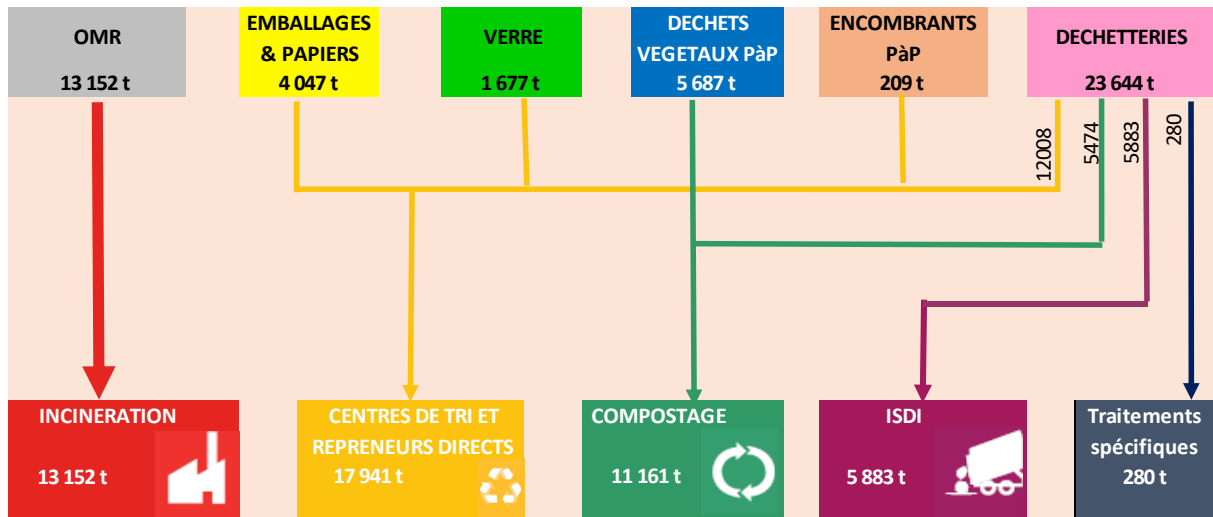 OMR
13 152 t
EMBALLAGES
& PAPIERS
4 047 t
VERRE
1 677 t
DECHETS
VEGETAUX PàP
5 687 t
ENCOMBRANTS
PàP
209 t
DECHETTERIES
23 644 t
12008
5474
5883
280
INCINERATION
13 152 t
CENTRES DE TRI ET
REPRENEURS DIRECTS
17 941 t
COMPOSTAGE
11 161 t
ISDI
5 883 t
Traitements
spécifiques
280 t